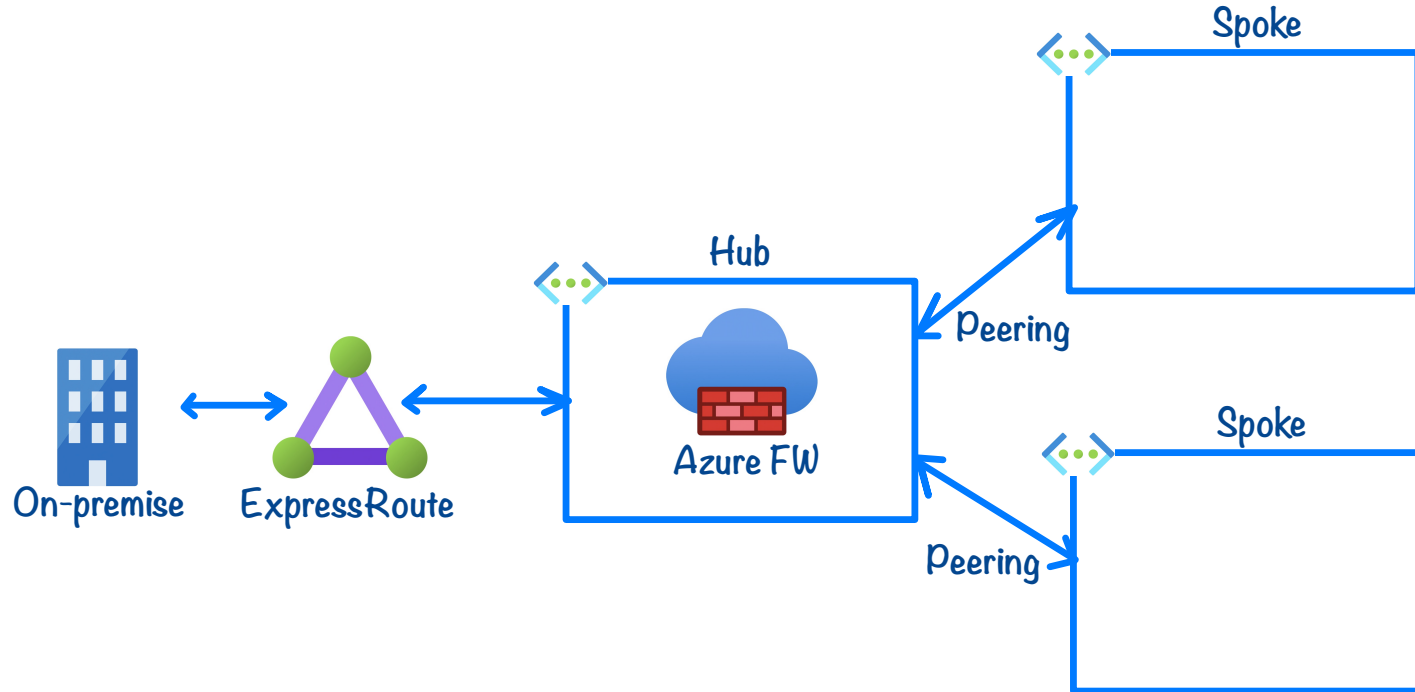 Spoke
Hub
Peering
Azure FW
Spoke
On-premise
ExpressRoute
Peering